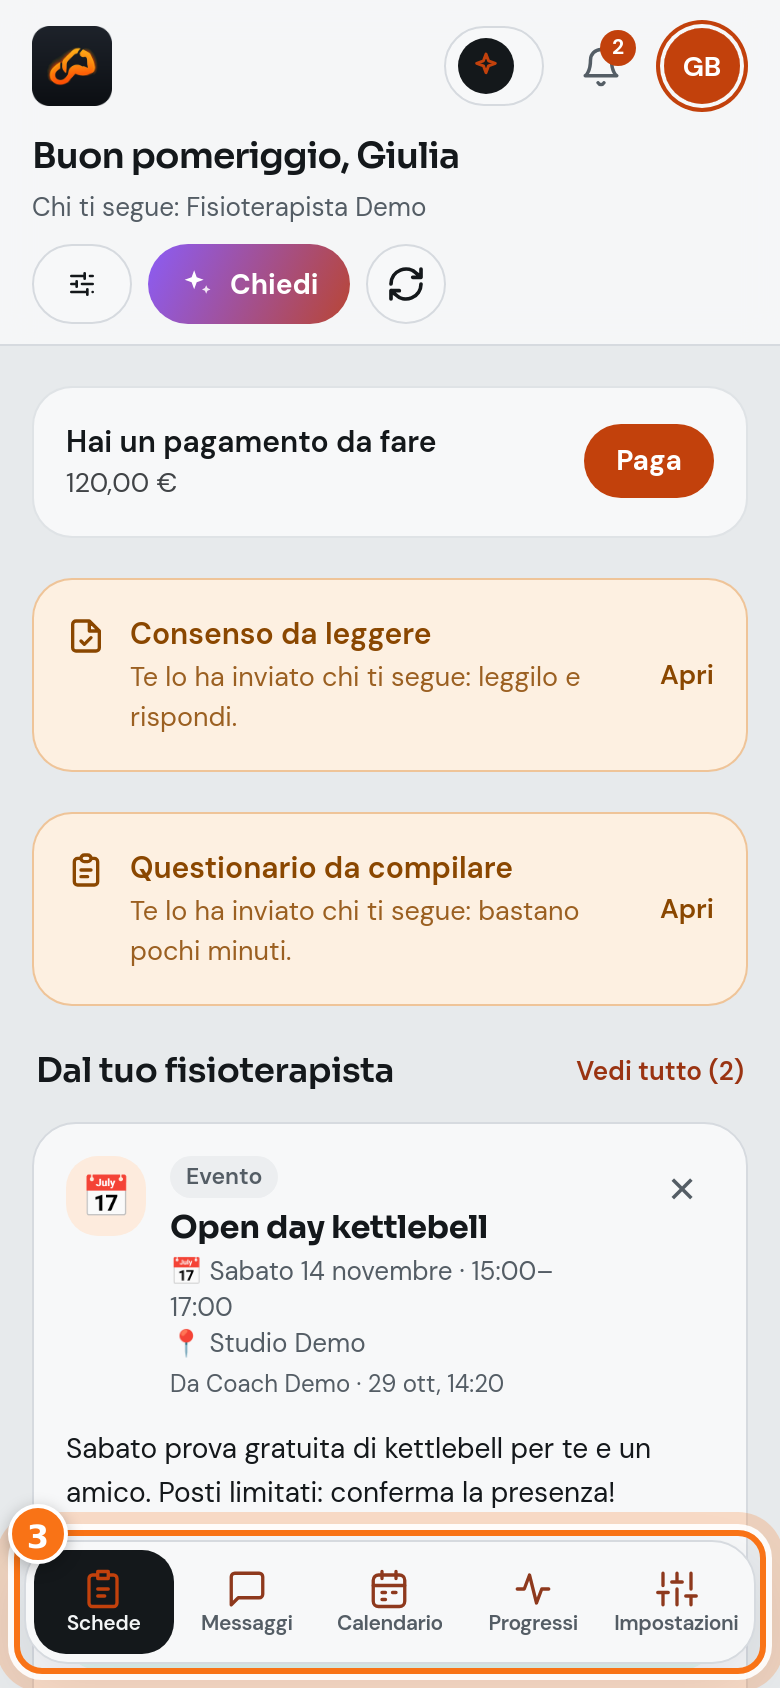 2
GB
Buon pomeriggio, Giulia
Chi ti segue: Fisioterapista Demo
Chiedi
Hai un pagamento da fare
120,00 €
Paga
Consenso da leggere
Te lo ha inviato chi ti segue: leggilo e
rispondi.
Apri
Questionario da compilare
Te lo ha inviato chi ti segue: bastano
pochi minuti.
Apri
Dal tuo fisioterapista
Vedi tutto (2)
July
17
Evento
Open day kettlebell
📅 Sabato 14 novembre · 15:00–
17:00
📍 Studio Demo
Da Coach Demo · 29 ott, 14:20
Sabato prova gratuita di kettlebell per te e un
amico. Posti limitati: conferma la presenza!
3
Schede
Messaggi
Calendario
Progressi
Impostazioni